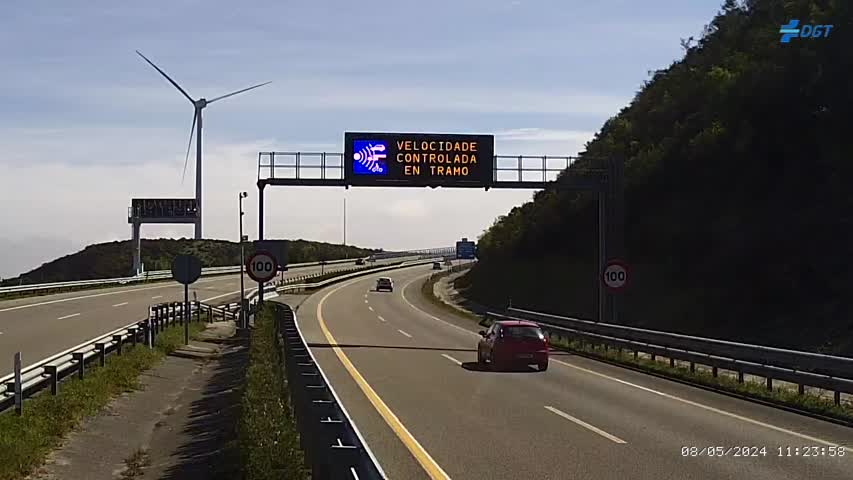 DGT
VELOCIDADE
CONTROLADA
EN TRAMO
100
100
08/05/2024 11:23:58